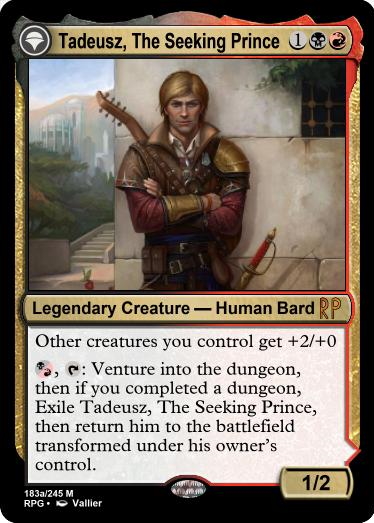 Tadeusz, The Seeking Prince 1
Legendary Creature — Human Bard RP
Other creatures you control get +2/+0
: Venture into the dungeon,
then if you completed a dungeon,
Exile Tadeusz, The Seeking Prince,
then return him to the battlefield
transformed under his owner's
control.
1/2
183a/245 M
RPG • Vallier